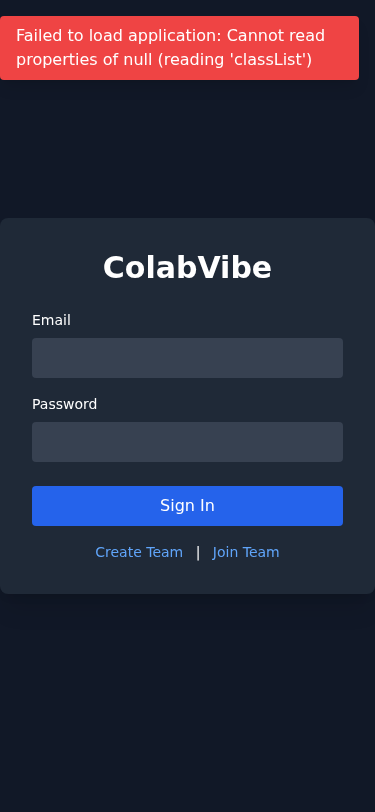 Failed to load application: Cannot read
properties of null (reading 'classList')
ColabVibe
Email
Password
Sign In
Create Team | Join Team